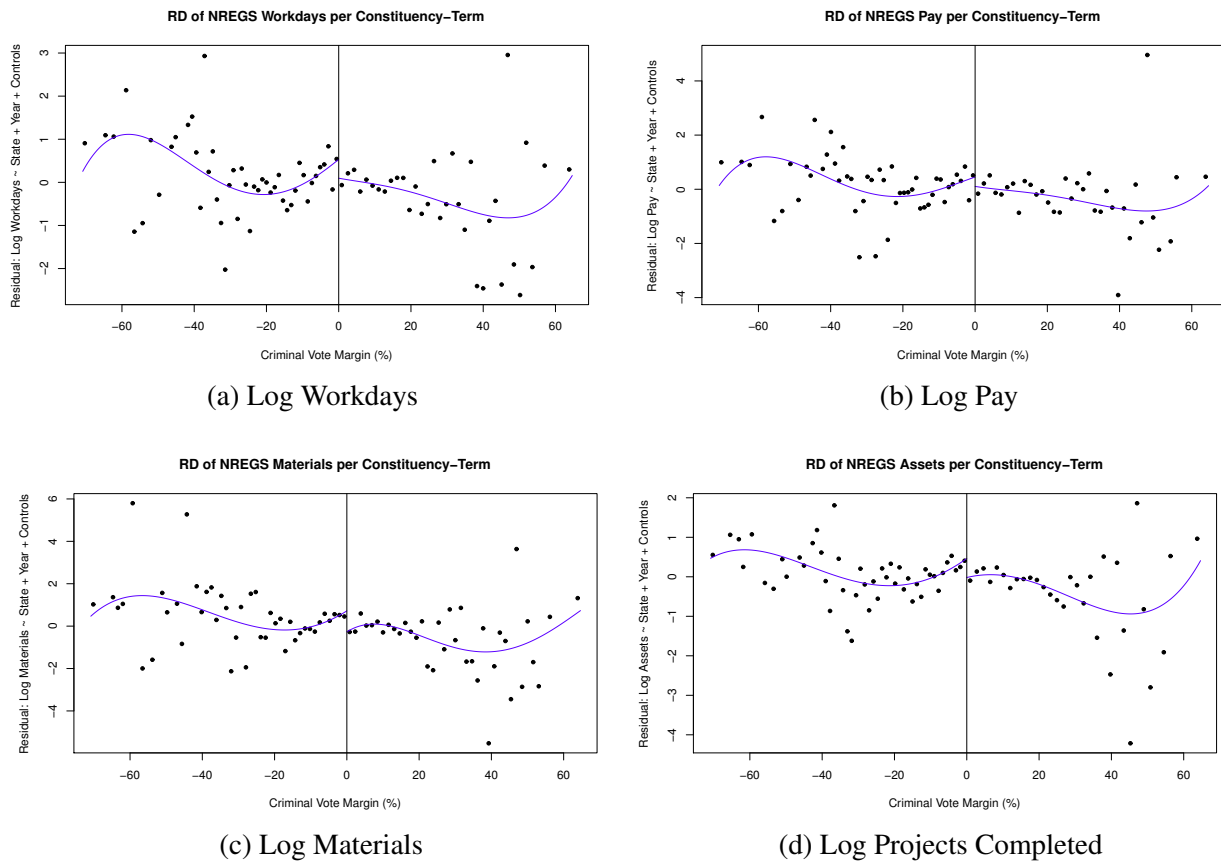 RD of NREGS Workdays per Constituency−Term
Residual: Log Workdays ~ State + Year + Controls
3
2
1
0
−2
−60 −40 −20 0 20 40 60
Criminal Vote Margin (%)
(a) Log Workdays
RD of NREGS Pay per Constituency−Term
Residual: Log Pay ~ State + Year + Controls
4
2
0
−2
−4
−60 −40 −20 0 20 40 60
Criminal Vote Margin (%)
(b) Log Pay
RD of NREGS Materials per Constituency−Term
Residual: Log Materials ~ State + Year + Controls
6
4
2
0
−2
−4
−60 −40 −20 0 20 40 60
Criminal Vote Margin (%)
(c) Log Materials
RD of NREGS Assets per Constituency−Term
Residual: Log Assets ~ State + Year + Controls
2
1
0
−1
−2
−3
−4
−60 −40 −20 0 20 40 60
Criminal Vote Margin (%)
(d) Log Projects Completed